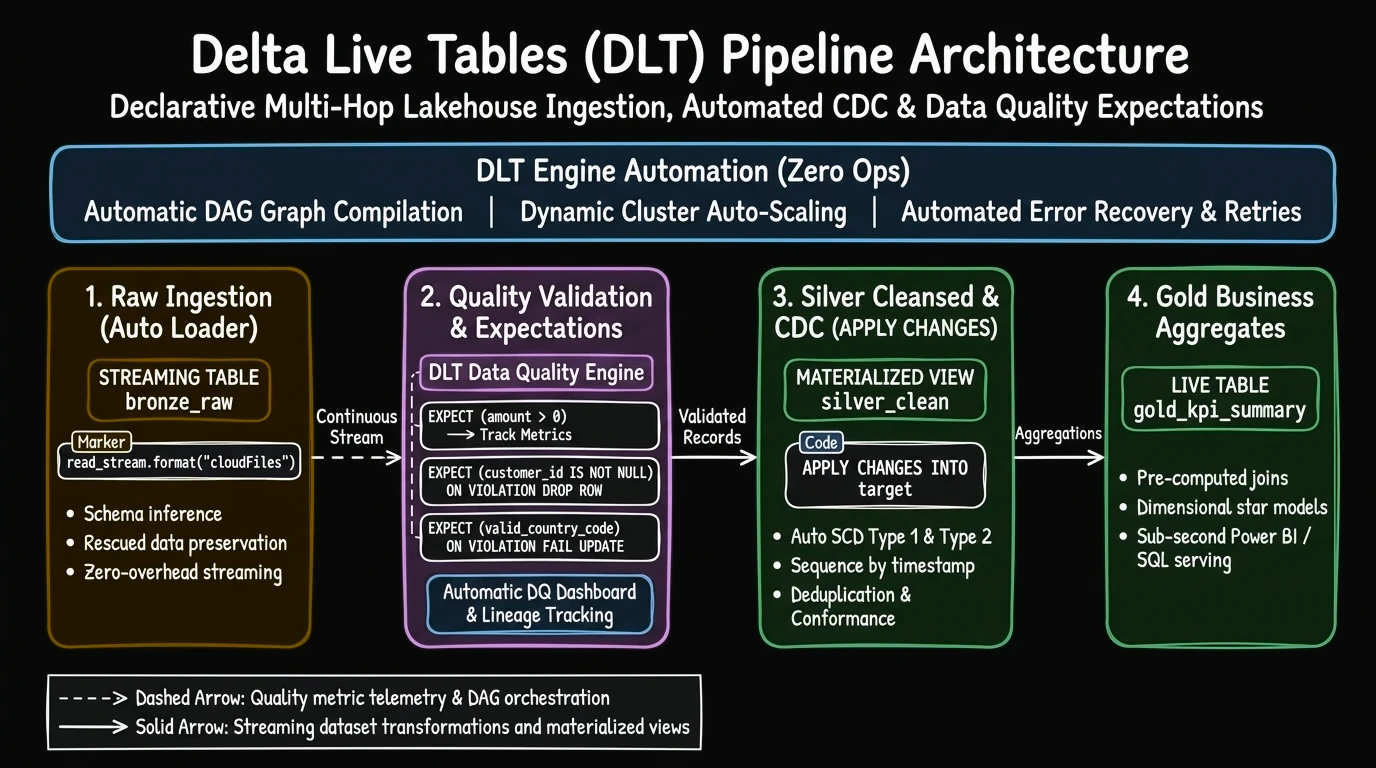 Delta Live Tables (DLT) Pipeline Architecture
Declarative Multi-Hop Lakehouse Ingestion, Automated CDC & Data Quality Expectations
DLT Engine Automation (Zero Ops)
Automatic DAG Graph Compilation | Dynamic Cluster Auto-Scaling | Automated Error Recovery & Retries
1. Raw Ingestion
(Auto Loader)
STREAMING TABLE
bronze_raw
Marker
read_stream.format("cloudFiles")
• Schema inference
• Rescued data preservation
• Zero-overhead streaming
Continuous
Stream
2. Quality Validation
& Expectations
DLT Data Quality Engine
EXPECT (amount > 0)
→ Track Metrics
EXPECT (customer_id IS NOT NULL)
ON VIOLATION DROP ROW
EXPECT (valid_country_code)
ON VIOLATION FAIL UPDATE
Automatic DQ Dashboard
& Lineage Tracking
Validated
Records
3. Silver Cleansed &
CDC (APPLY CHANGES)
MATERIALIZED VIEW
silver_clean
Code
APPLY CHANGES INTO
target
• Auto SCD Type 1 & Type 2
• Sequence by timestamp
• Deduplication &
Conformance
Aggregations
4. Gold Business
Aggregates
LIVE TABLE
gold_kpi_summary
• Pre-computed joins
• Dimensional star models
• Sub-second Power BI /
SQL serving
Dashed Arrow: Quality metric telemetry & DAG orchestration
Solid Arrow: Streaming dataset transformations and materialized views